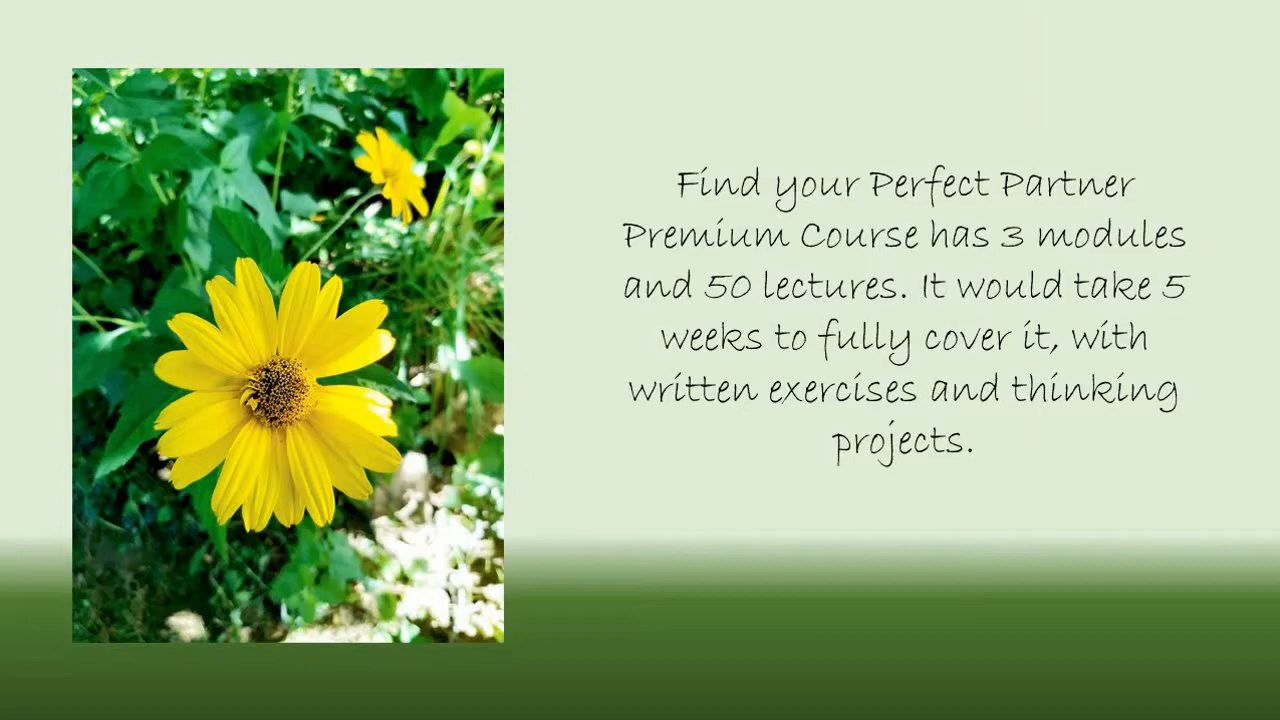 Find your Perfect Partner
Premium Course has 3 modules
and 50 lectures. It would take 5
weeks to fully cover it, with
written exercises and thinking
projects.